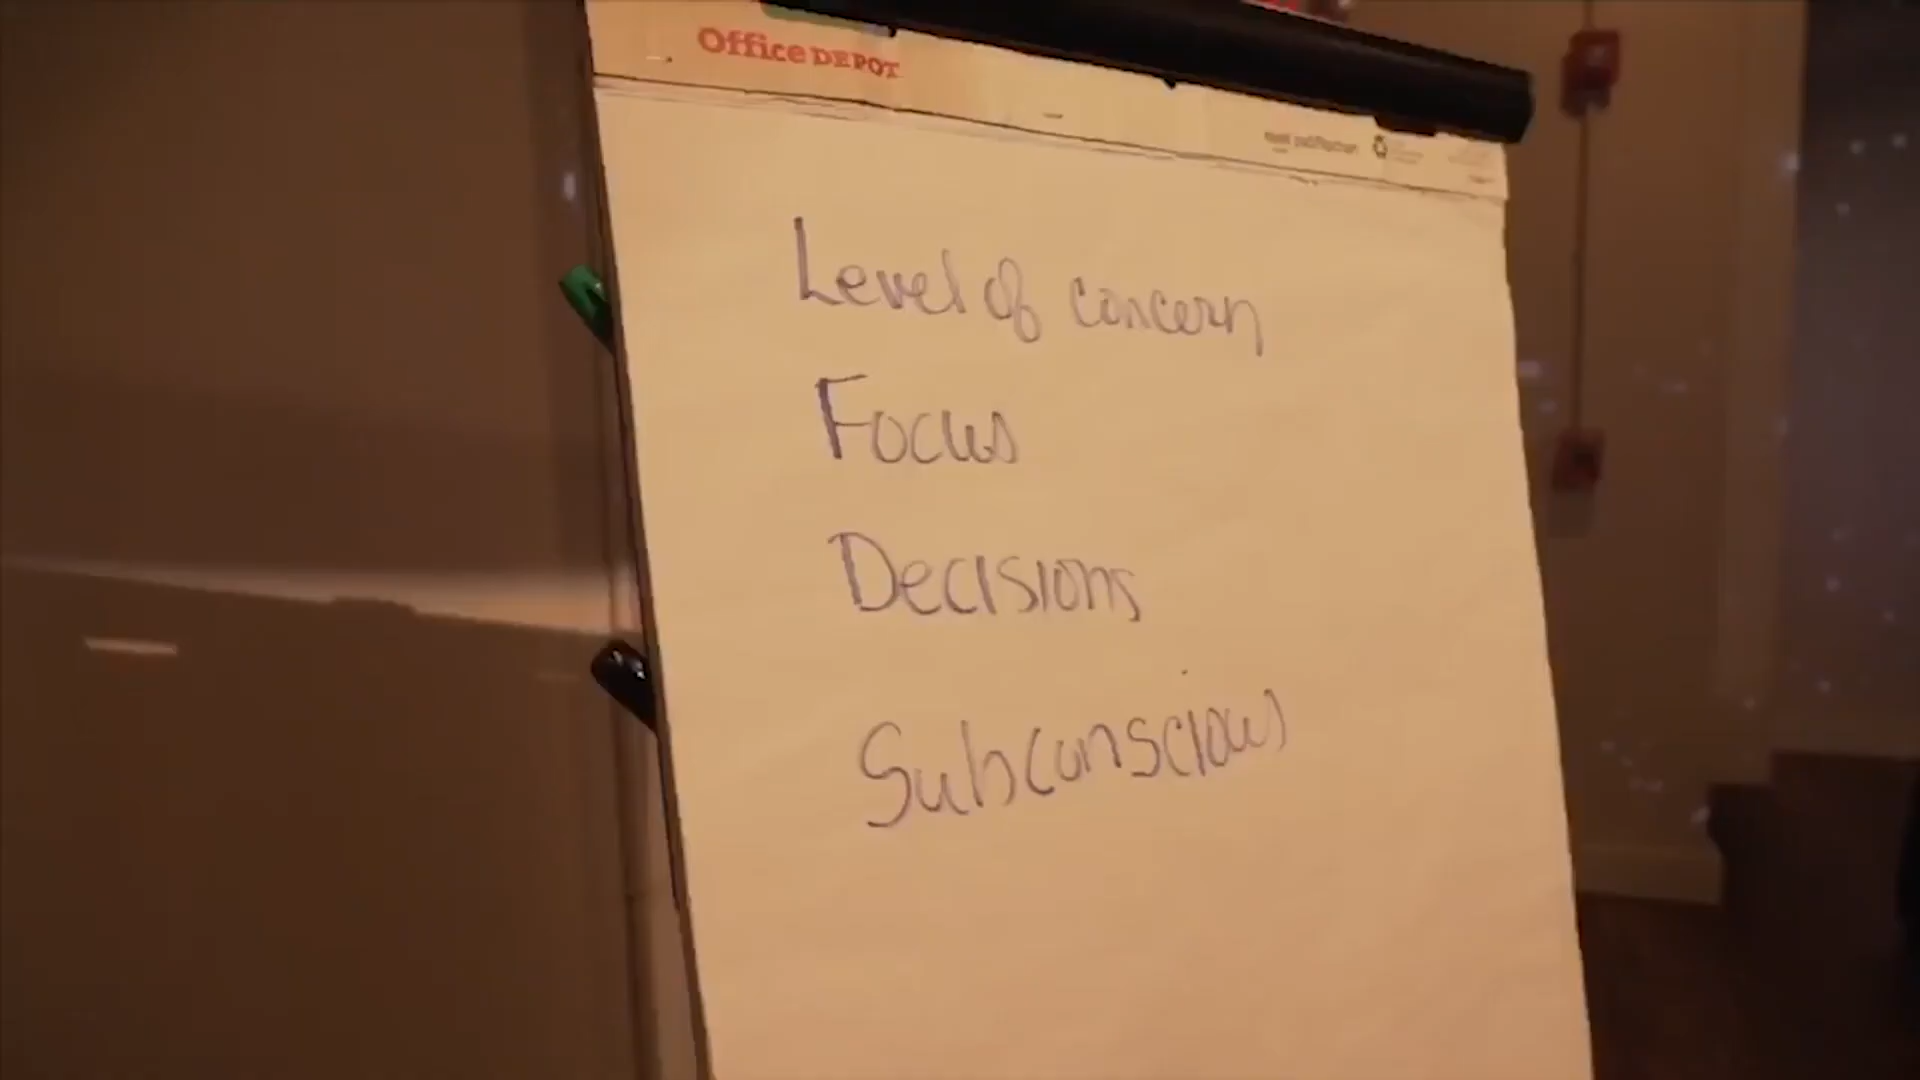 Office DEPOT
Level of concern
Focus
Decisions
Subconscious